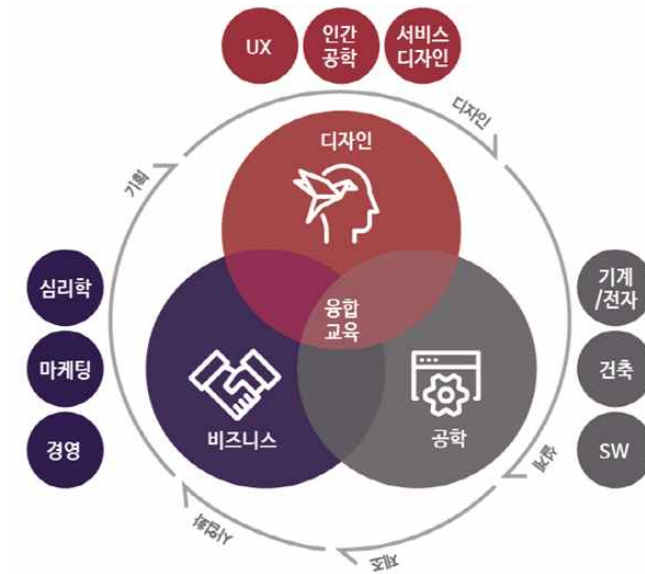 UX
인간
공학
서비스
디자인
기획
디자인
디자인
심리학
마케팅
경영
융합
교육
비즈니스
공학
기계
/전자
건축
SW
설계
제조
사업화